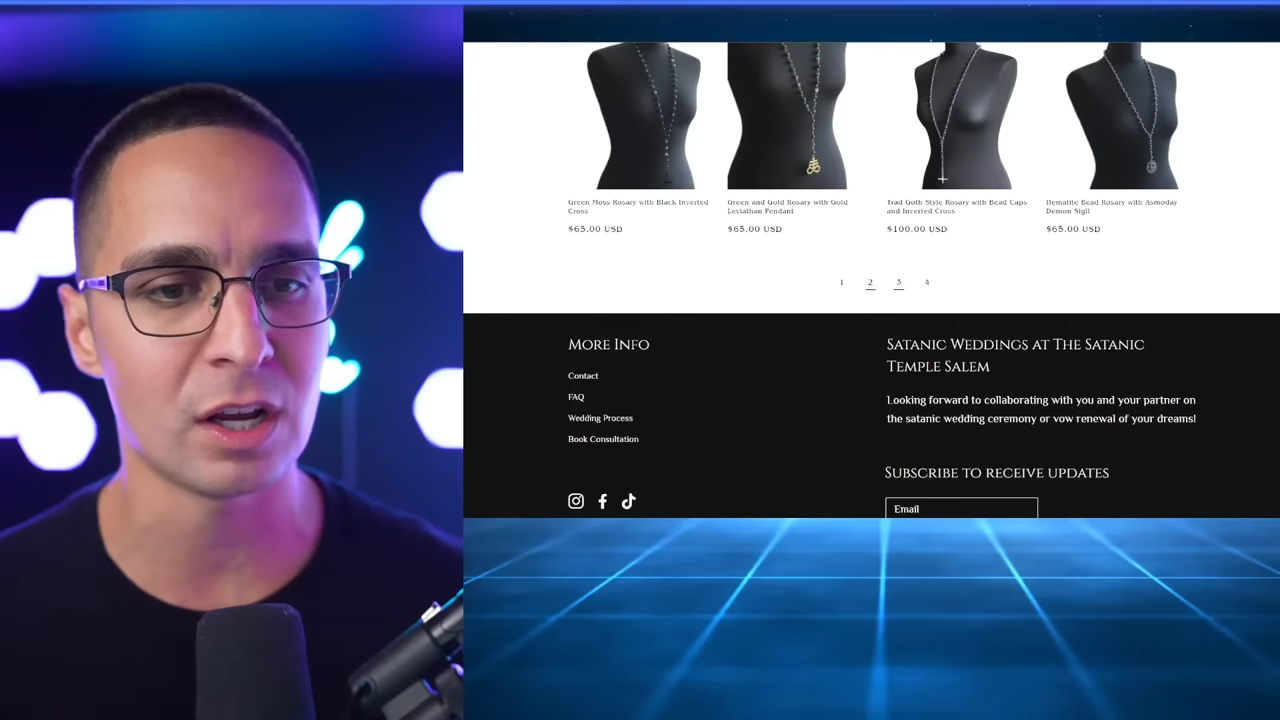 Green Moss Rosary with Black Inverted
Cross
$65.00 USD
Green and Gold Rosary with Gold
Leviathan Pendant
$65.00 USD
Trad Goth Style Rosary with Bead Caps
and Inverted Cross
$100.00 USD
Hematite Bead Rosary with Asmoday
Demon Sigil
$65.00 USD
1 2 3 4
More Info
Contact
FAQ
Wedding Process
Book Consultation
Satanic Weddings at The Satanic
Temple Salem
Looking forward to collaborating with you and your partner on
the satanic wedding ceremony or vow renewal of your dreams!
Subscribe to receive updates
Email